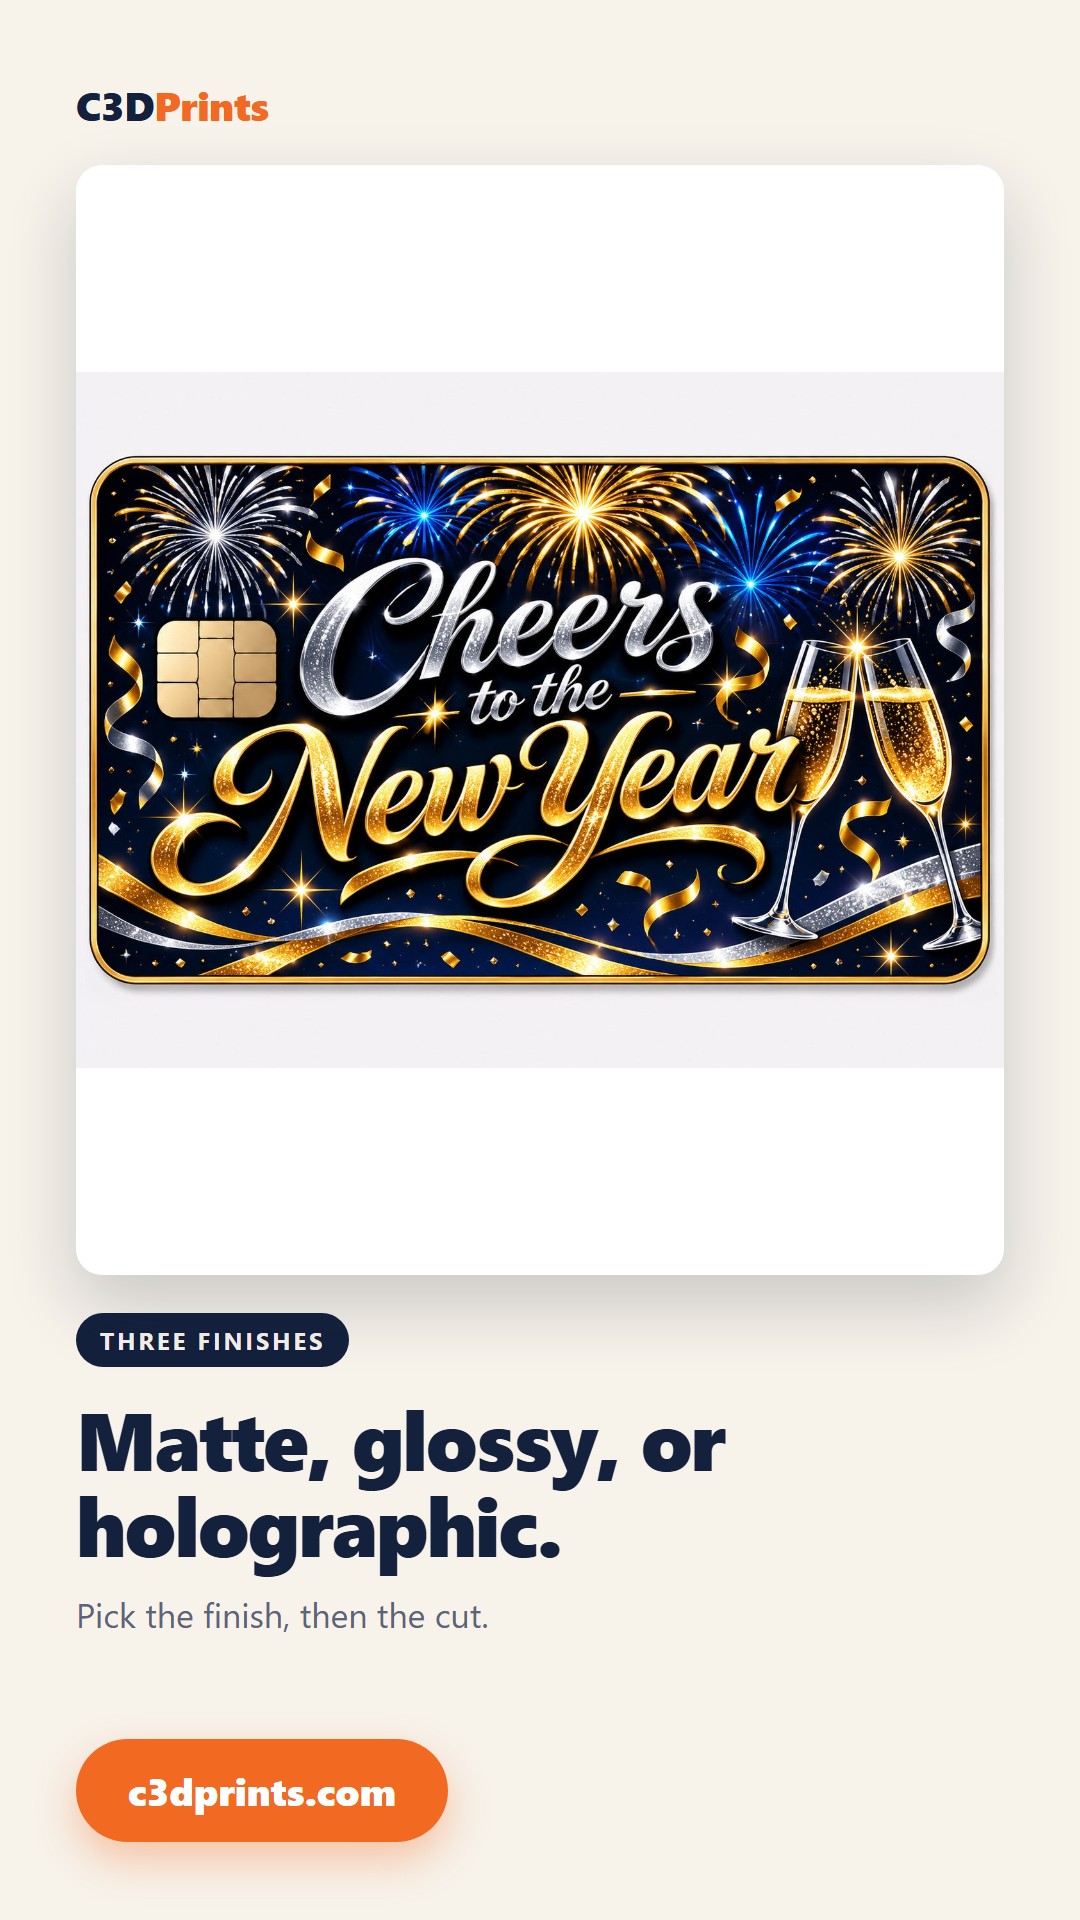 C3DPrints
Cheers
to the
New Year
THREE FINISHES
Matte, glossy, or
holographic.
Pick the finish, then the cut.
c3dprints.com